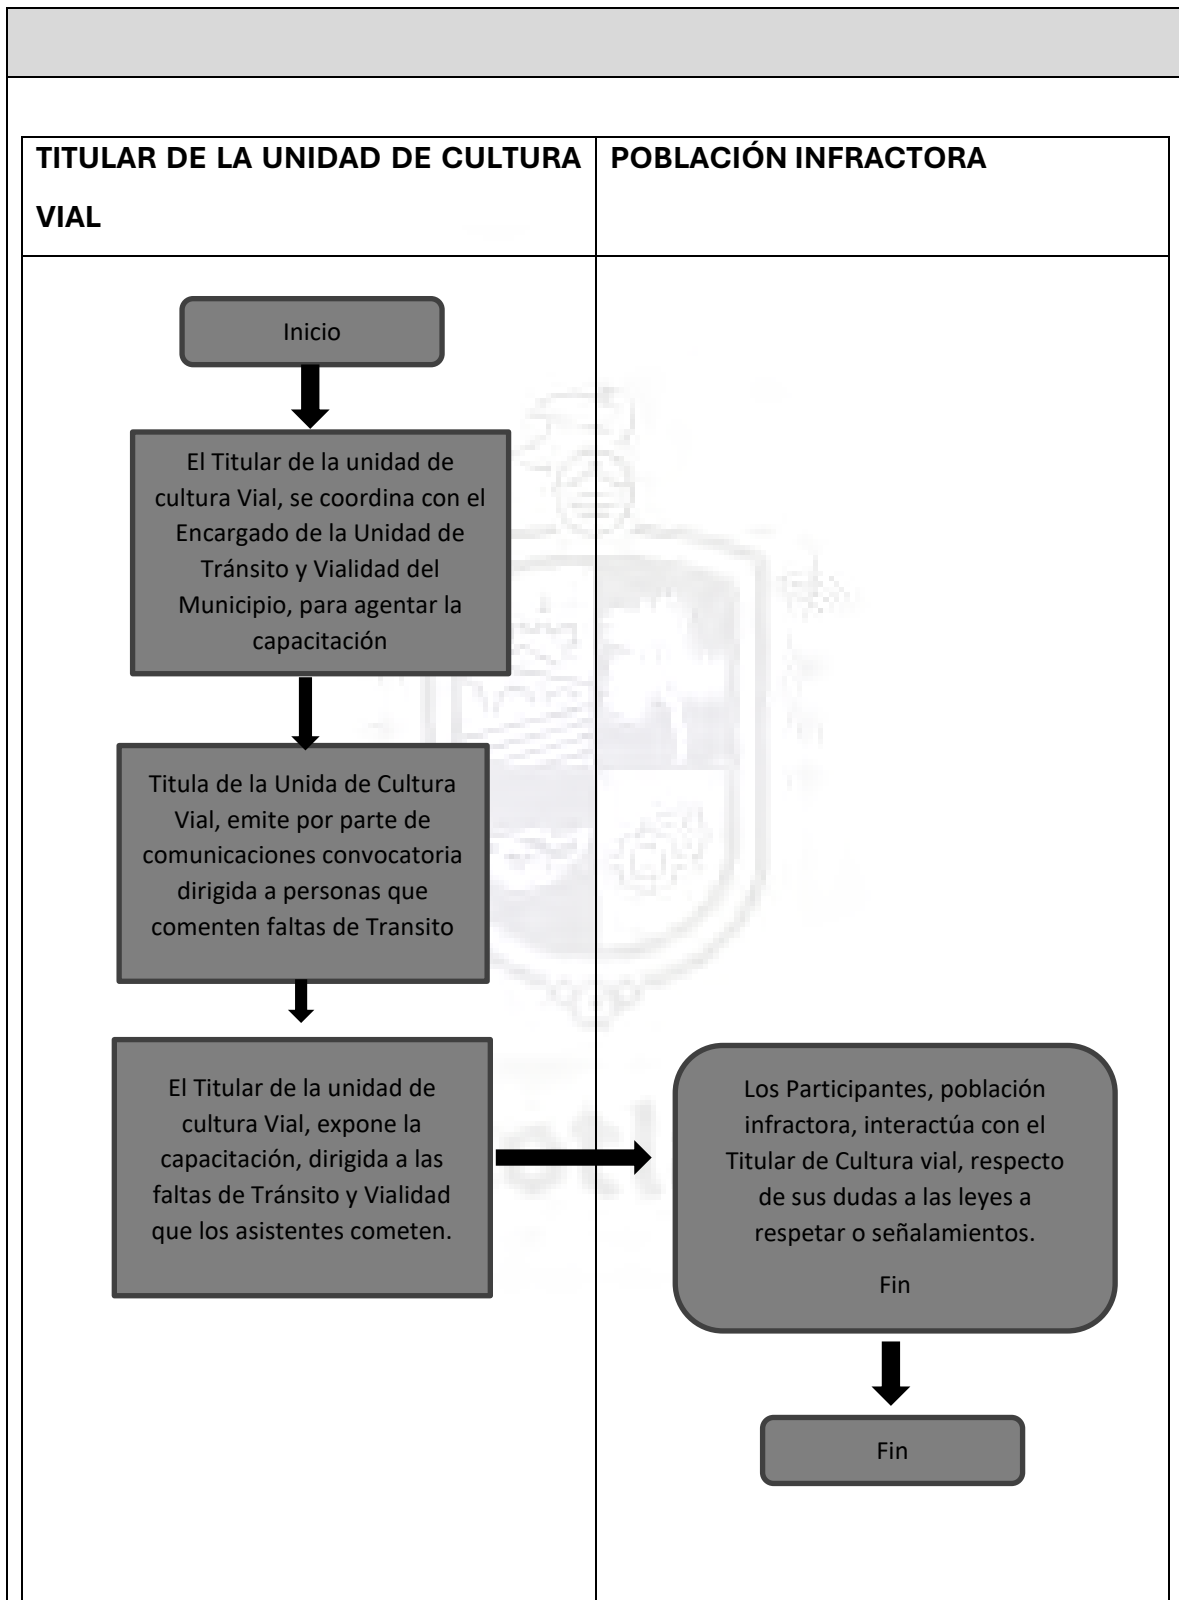 TITULAR DE LA UNIDAD DE CULTURA
VIAL
POBLACIÓN INFRACTORA
Inicio
El Titular de la unidad de
cultura Vial, se coordina con el
Encargado de la Unidad de
Tránsito y Vialidad del
Municipio, para agentar la
capacitación
Titula de la Unida de Cultura
Vial, emite por parte de
comunicaciones convocatoria
dirigida a personas que
comenten faltas de Transito
El Titular de la unidad de
cultura Vial, expone la
capacitación, dirigida a las
faltas de Tránsito y Vialidad
que los asistentes cometen.
Los Participantes, población
infractora, interactúa con el
Titular de Cultura vial, respecto
de sus dudas a las leyes a
respetar o señalamientos.
Fin
Fin